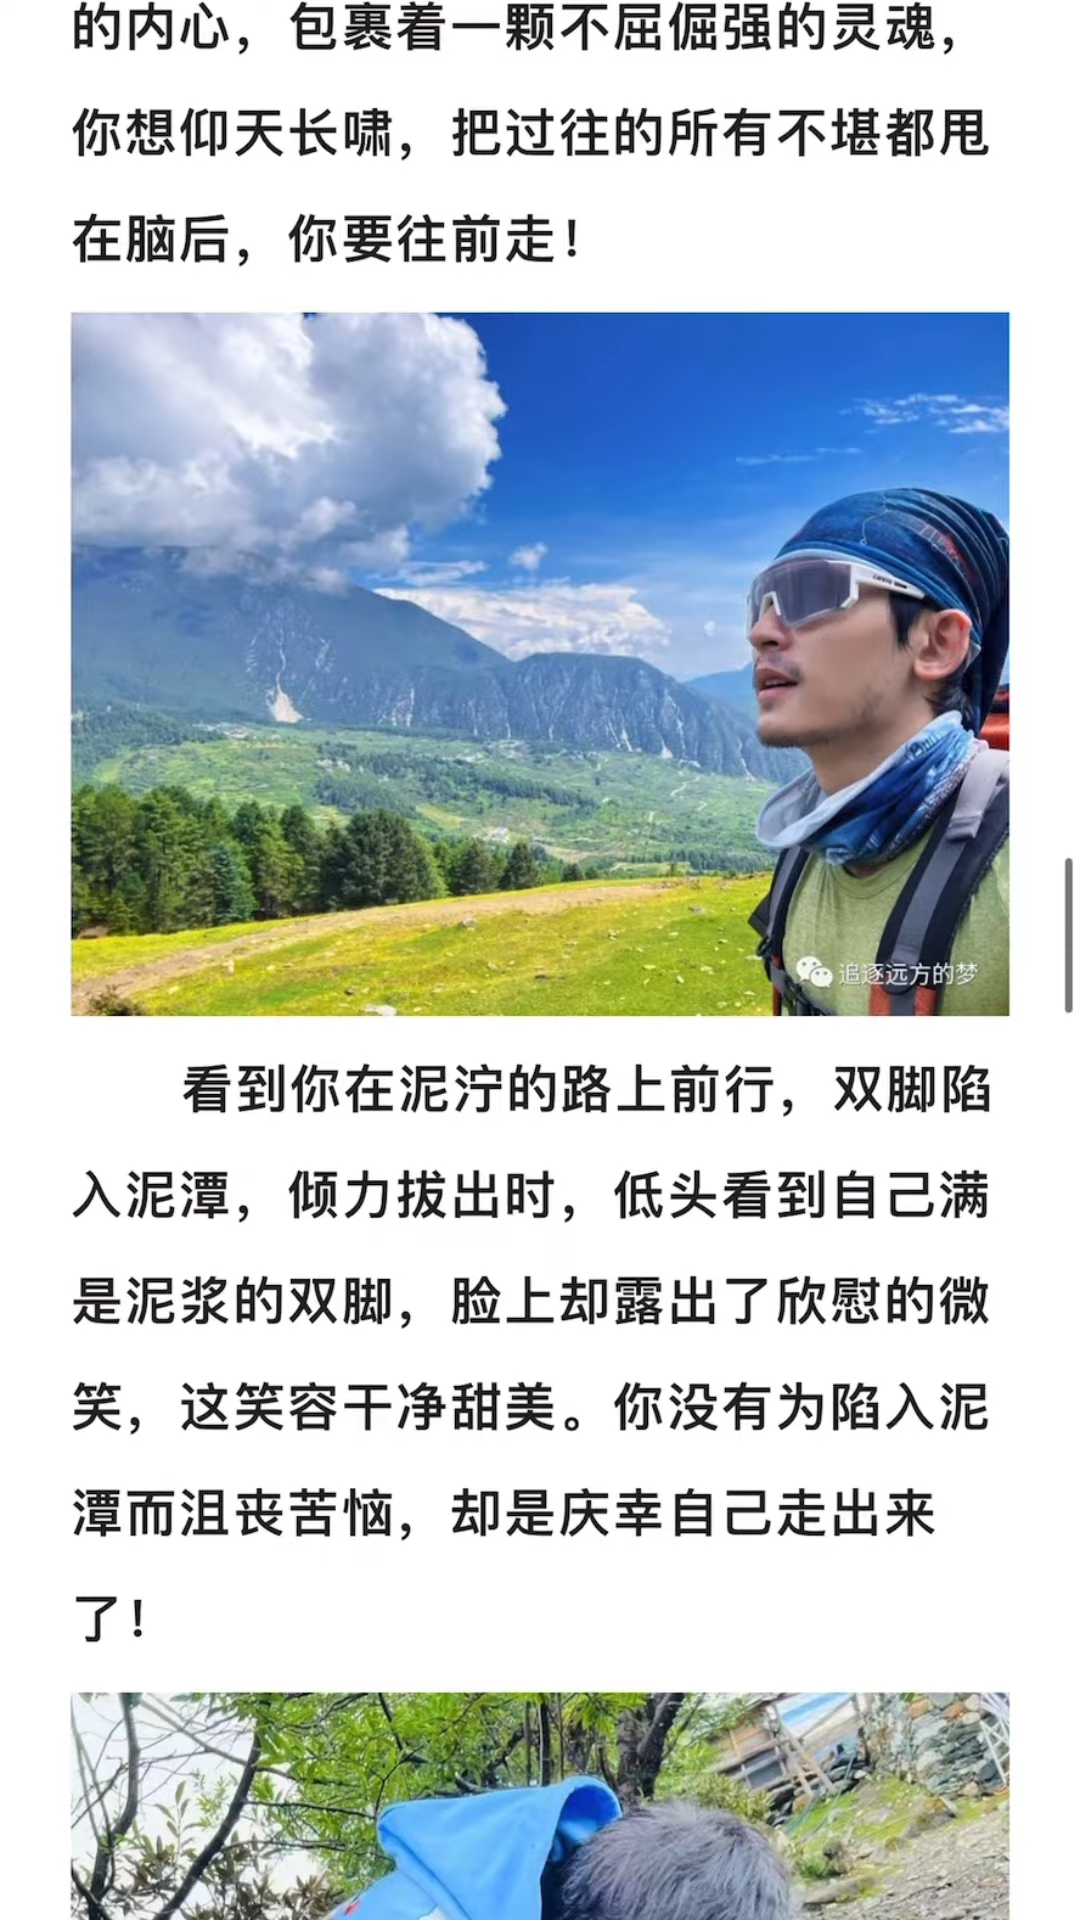 的内心，包裹着一颗不屈倔强的灵魂，
你想仰天长啸，把过往的所有不堪都甩
在脑后，你要往前走！
追逐远方的梦
看到你在泥泞的路上前行，双脚陷
入泥潭，倾力拔出时，低头看到自己满
是泥浆的双脚，脸上却露出了欣慰的微
笑，这笑容干净甜美。你没有为陷入泥
潭而沮丧苦恼，却是庆幸自己走出来
了！